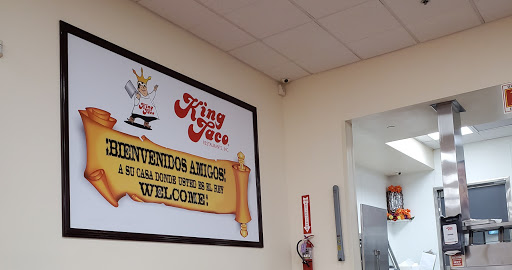 King
Taco
¡BIENVENIDOS AMIGOS!
A SU CASA DONDE USTED ES EL REY
WELCOME!